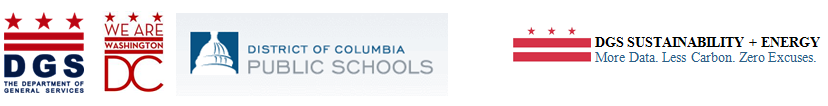 DGS
THE DEPARTMENT OF
GENERAL SERVICES
WE ARE
WASHINGTON
DC
DISTRICT OF COLUMBIA
PUBLIC SCHOOLS
DGS SUSTAINABILITY + ENERGY
More Data. Less Carbon. Zero Excuses.